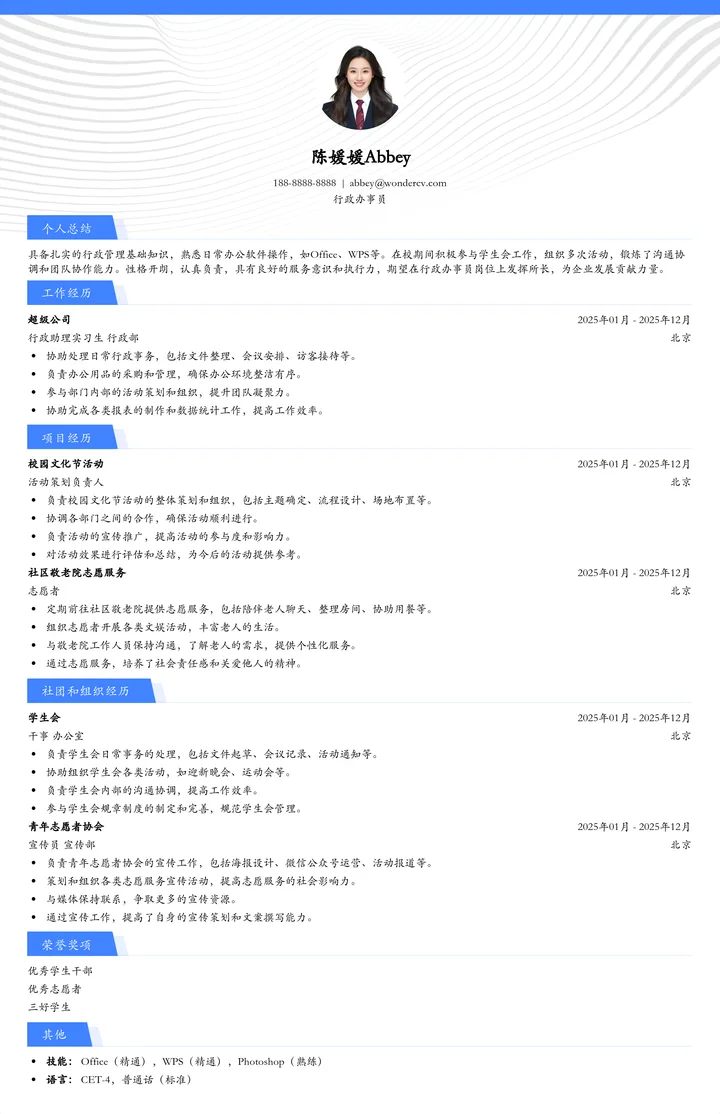 陈媛媛Abbey
188-8888-8888 | abbey@wondercv.com
行政办事员
个人总结
具备扎实的行政管理基础知识，熟悉日常办公软件操作，如Office、WPS等。在校期间积极参与学生会工作，组织多次活动，锻炼了沟通协
调和团队协作能力。性格开朗，认真负责，具有良好的服务意识和执行力，期望在行政办事员岗位上发挥所长，为企业发展贡献力量。
工作经历
超级公司 2025年01月 - 2025年12月
行政助理实习生 行政部 北京
• 协助处理日常行政事务，包括文件整理、会议安排、访客接待等。
• 负责办公用品的采购和管理，确保办公环境整洁有序。
• 参与部门内部的活动策划和组织，提升团队凝聚力。
• 协助完成各类报表的制作和数据统计工作，提高工作效率。
项目经历
校园文化节活动 2025年01月 - 2025年12月
活动策划负责人 北京
• 负责校园文化节活动的整体策划和组织，包括主题确定、流程设计、场地布置等。
• 协调各部门之间的合作，确保活动顺利进行。
• 负责活动的宣传推广，提高活动的参与度和影响力。
• 对活动效果进行评估和总结，为今后的活动提供参考。
社区敬老院志愿服务 2025年01月 - 2025年12月
志愿者 北京
• 定期前往社区敬老院提供志愿服务，包括陪伴老人聊天、整理房间、协助用餐等。
• 组织志愿者开展各类文娱活动，丰富老人的生活。
• 与敬老院工作人员保持沟通，了解老人的需求，提供个性化服务。
• 通过志愿服务，培养了社会责任感和关爱他人的精神。
社团和组织经历
学生会 2025年01月 - 2025年12月
干事 办公室 北京
• 负责学生会日常事务的处理，包括文件起草、会议记录、活动通知等。
• 协助组织学生会各类活动，如迎新晚会、运动会等。
• 负责学生会内部的沟通协调，提高工作效率。
• 参与学生会规章制度的制定和完善，规范学生会管理。
青年志愿者协会 2025年01月 - 2025年12月
宣传员 宣传部 北京
• 负责青年志愿者协会的宣传工作，包括海报设计、微信公众号运营、活动报道等。
• 策划和组织各类志愿服务宣传活动，提高志愿服务的社会影响力。
• 与媒体保持联系，争取更多的宣传资源。
• 通过宣传工作，提高了自身的宣传策划和文案撰写能力。
荣誉奖项
优秀学生干部
优秀志愿者
三好学生
其他
• 技能： Office（精通），WPS（精通），Photoshop（熟练）
• 语言： CET-4，普通话（标准）